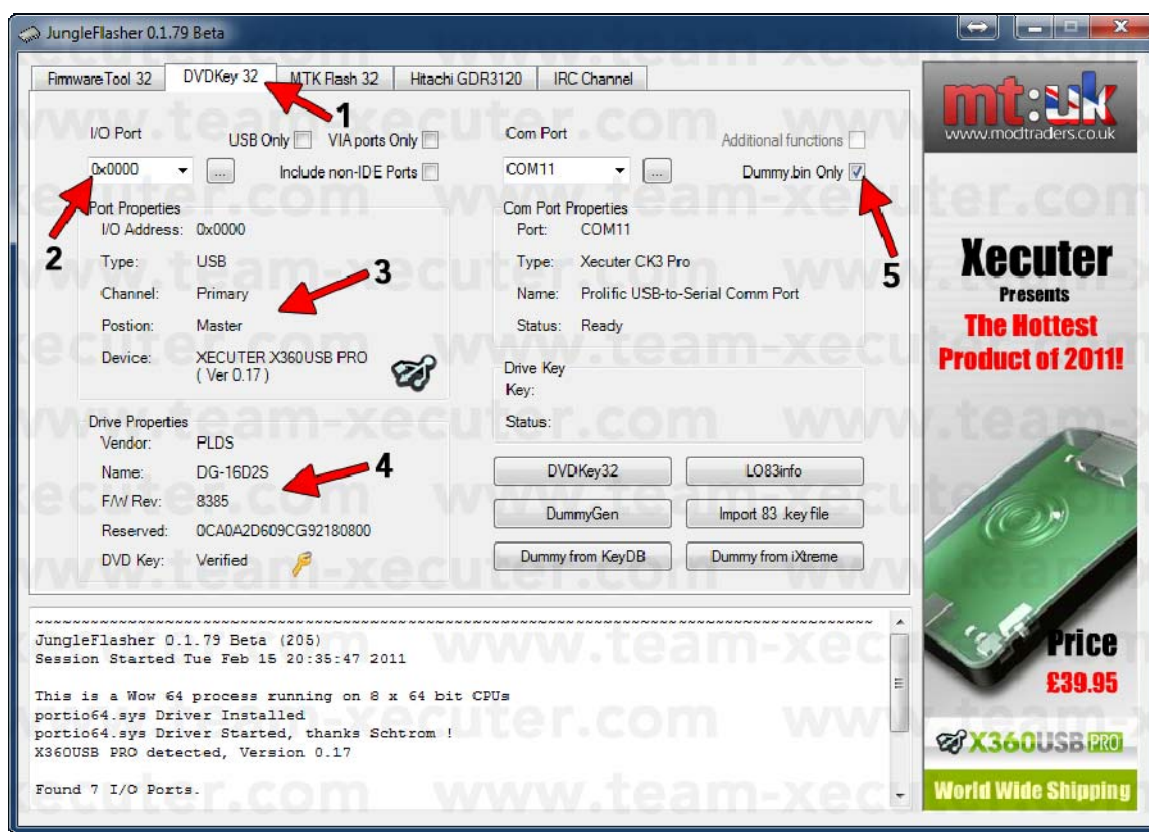 JungleFlasher 0.1.79 Beta
FirmwareTool 32
DVDKey 32
MTK Flash 32
Hitachi GDR3120
IRC Channel
1
I/O Port
USB Only
VIA ports Only
0x0000
...
Include non-IDE Ports
2
Port Properties
I/O Address: 0x0000
Type: USB
3
Channel: Primary
Postion: Master
Device: XECUTER X360USB PRO
( Ver 0.17 )
Drive Properties
Vendor: PLDS
Name: DG-16D2S
4
F/W Rev: 8385
Reserved: 0CA0A2D609CG92180800
DVD Key: Verified
Com Port
Additional functions
COM11
...
Dummy.bin Only
5
Com Port Properties
Port: COM11
Type: Xecuter CK3 Pro
Name: Prolific USB-to-Serial Comm Port
Status: Ready
Drive Key
Key:
Status:
DVDKey32
LO83info
DummyGen
Import 83 .key file
Dummy from KeyDB
Dummy from iXtreme
~~~~~~~~~~~~~~~~~~~~~~~~~~~~~~~~~~~~~~~~~~~~~~~~~~~~~~~~~~~~~~~~~~~~~~~~~~~~~~~~
JungleFlasher 0.1.79 Beta (205)
Session Started Tue Feb 15 20:35:47 2011
This is a Wow 64 process running on 8 x 64 bit CPUs
portio64.sys Driver Installed
portio64.sys Driver Started, thanks Schtrom !
X360USB PRO detected, Version 0.17
Found 7 I/O Ports.
mt:uk
www.modtraders.co.uk
Xecuter
Presents
The Hottest
Product of 2011!
Price
£39.95
X360USB PRO
World Wide Shipping
www.team-xecuter.com